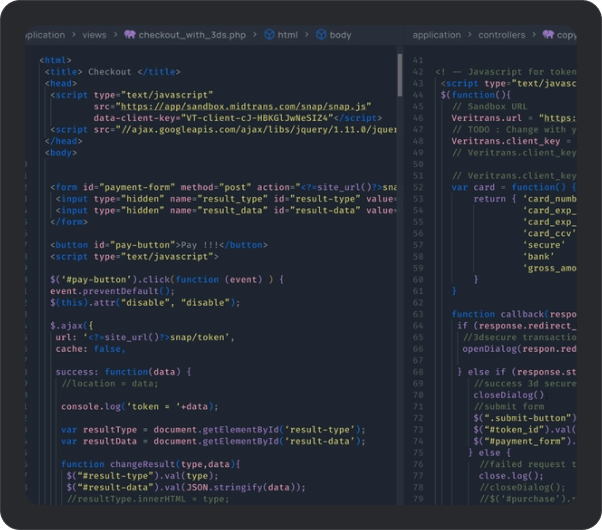 application > views > checkout_with_3ds.php > html > body
<html>
<title> Checkout </title>
<head>
<script type="text/javascript"
src="https://app/sandbox.midtrans.com/snap/snap.js"
data-client-key="VT-client-cJ-HBKGlJwNeSIZ4"</script>
<script src="//ajax.googleapis.com/ajax/libs/jquery/1.11.0/jquer
</head>
<body>
<form id="payment-form" method="post" action="<?=site_url()?>sna
<input type="hidden" name="result_type" id="result-type" value=
<input type="hidden" name="result_data" id="result-data" value=
</form>
<button id="pay-button">Pay !!!</button>
<script type="text/javascript">
$('#pay-button').click(function (event) ) {
event.preventDefault();
$(this).attr("disable", "disable");
$.ajax({
url: '<?=site_url()?>snap/token',
cache: false,
success: function(data) {
//location = data;
console.log('token = '+data);
var resultType = document.getElementById('result-type');
var resultData = document.getElementById('result-data');
function changeResult(type,data){
$("#result-type").val(type);
$("#result-data").val(JSON.stringify(data));
//resultType.innerHTML = type;
application > controllers > copy
41
42 <! -- Javascript for token
43 <script type="text/javasc
44 $(function(){
45 // Sandbox URL
46 Veritrans.url = "https:
47 // TODO : Change with y
48 Veritrans.client_key =
49 // Veritrans.client_key
50
51 // Veritrans.client_key
52 var card = function() {
53 return { 'card_numb
54 'card_exp_
55 'card_exp_
56 'card_ccv'
57 'secure'
58 'bank'
59 'gross_amo
60 }
61 }
62
63 function callback(respo
64 if (response.redirect_
65 //3dsecure transactio
66 openDialog(respon.red
67
68 } else if (response.st
69 //success 3d secure
70 closeDialog()
71 //submit form
72 $(".submit-button")
73 $("#token_id").val(
74 $("#payment_form").
75 } else {
76 //failed request t
77 close.log();
78 //closeDialog();
79 //$('#purchase').